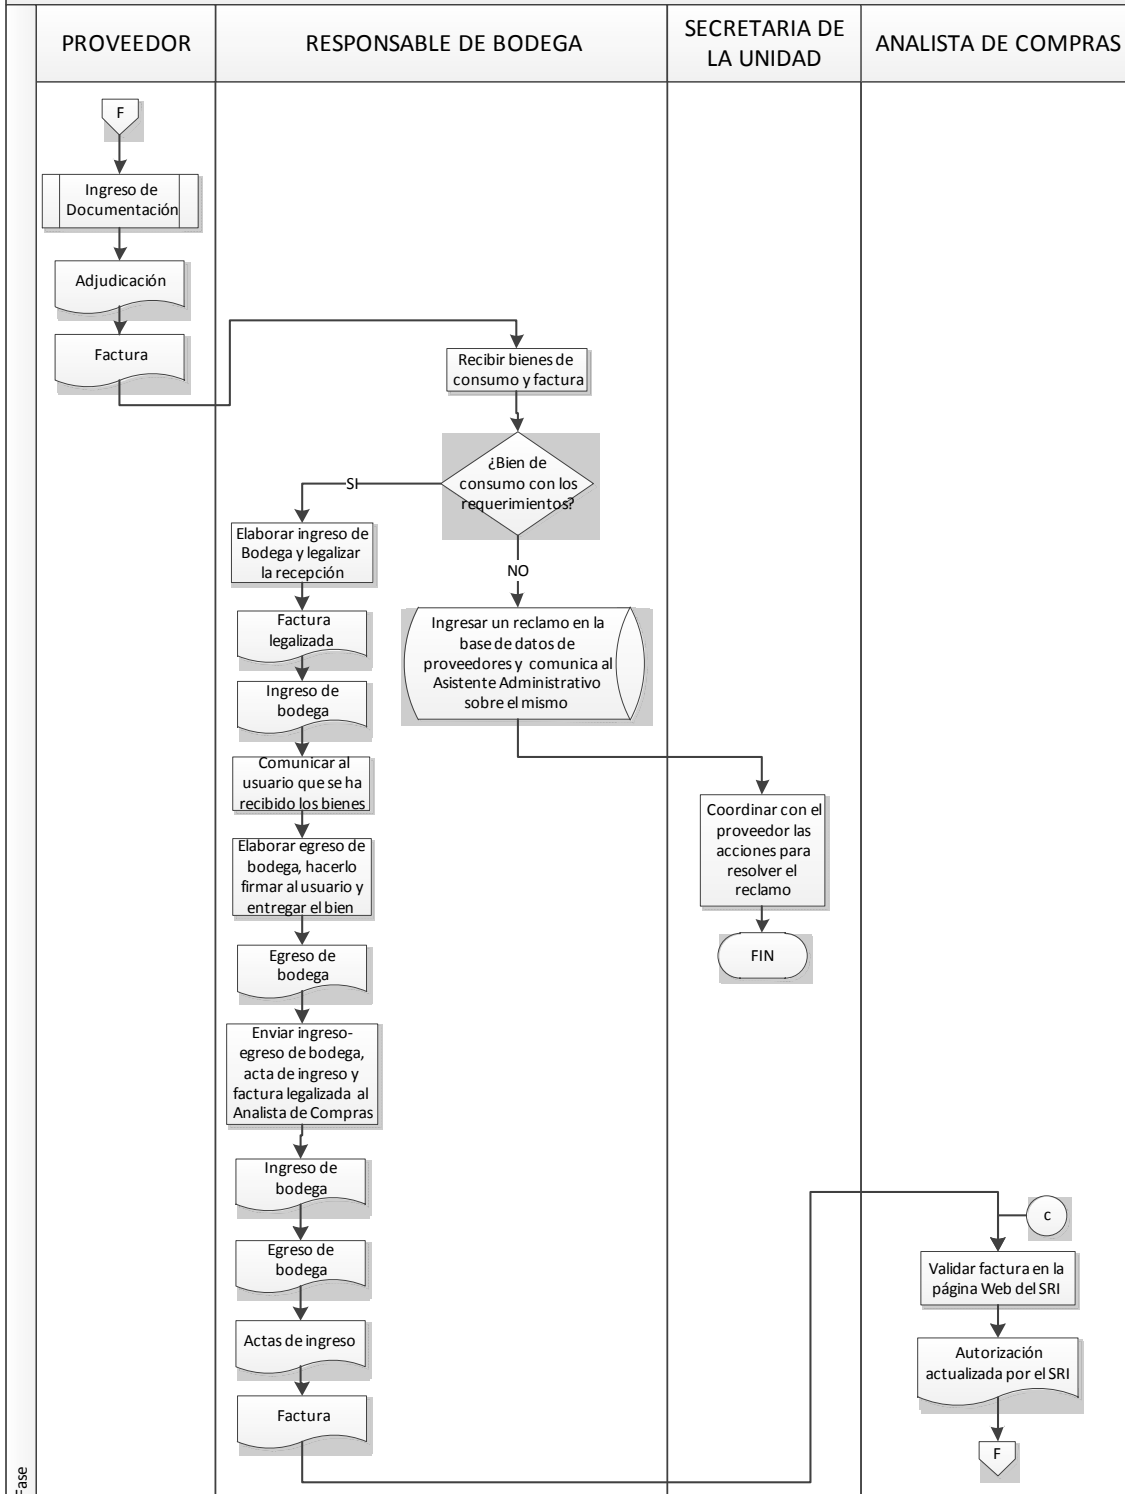 PROVEEDOR
RESPONSABLE DE BODEGA
SECRETARIA DE
LA UNIDAD
ANALISTA DE COMPRAS
F
Ingreso de
Documentación
Adjudicación
Factura
Recibir bienes de
consumo y factura
¿Bien de
consumo con los
requerimientos?
SI
NO
Elaborar ingreso de
Bodega y legalizar
la recepción
Factura
legalizada
Ingreso de
bodega
Comunicar al
usuario que se ha
recibido los bienes
Elaborar egreso de
bodega, hacerlo
firmar al usuario y
entregar el bien
Egreso de
bodega
Enviar ingreso-
egreso de bodega,
acta de ingreso y
factura legalizada al
Analista de Compras
Ingreso de
bodega
Egreso de
bodega
Actas de ingreso
Factura
Ingresar un reclamo en la
base de datos de
proveedores y comunica al
Asistente Administrativo
sobre el mismo
Coordinar con el
proveedor las
acciones para
resolver el
reclamo
FIN
c
Validar factura en la
página Web del SRI
Autorización
actualizada por el SRI
F
Fase